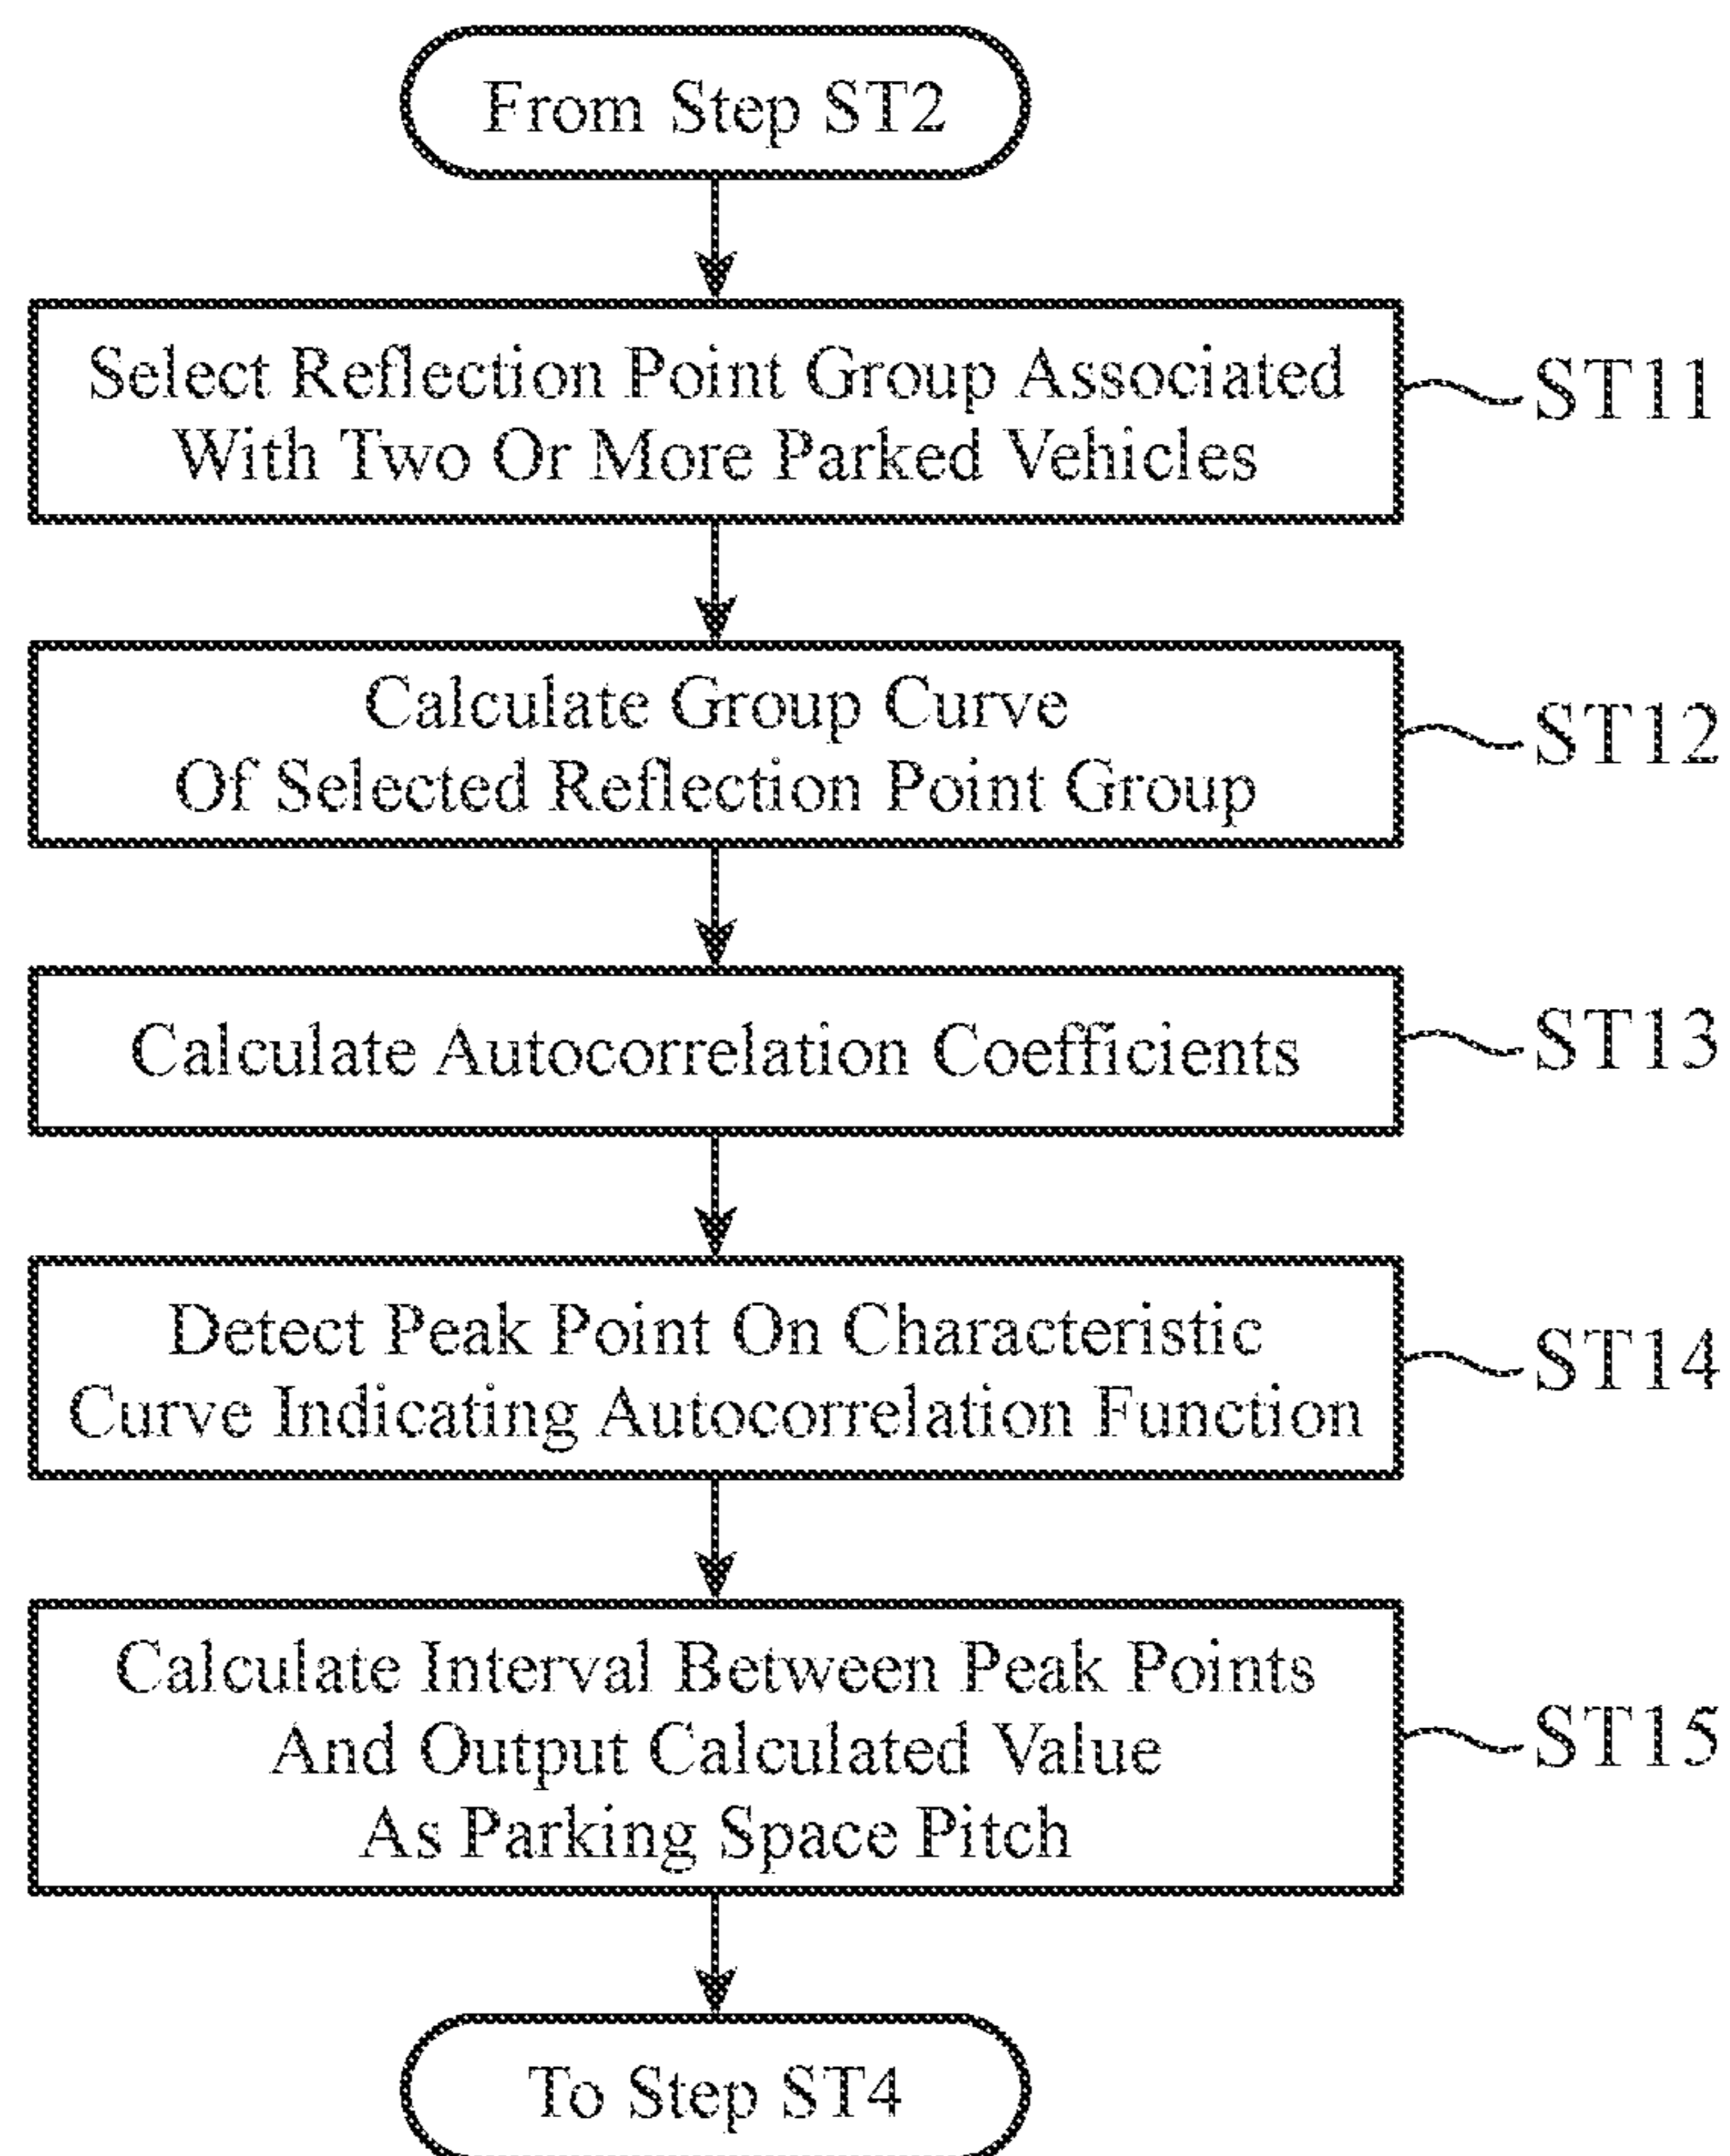 From Step ST2
Select Reflection Point Group Associated
With Two Or More Parked Vehicles
ST11
Calculate Group Curve
Of Selected Reflection Point Group
ST12
Calculate Autocorrelation Coefficients
ST13
Detect Peak Point On Characteristic
Curve Indicating Autocorrelation Function
ST14
Calculate Interval Between Peak Points
And Output Calculated Value
As Parking Space Pitch
ST15
To Step ST4